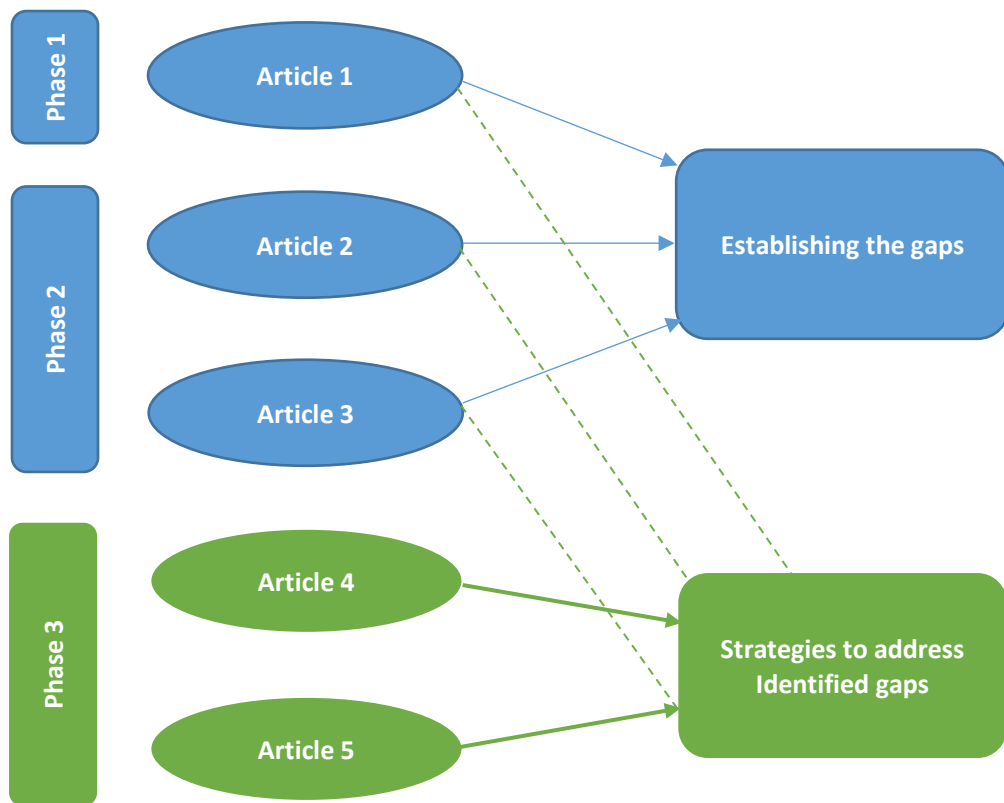 Phase 1
Article 1
Phase 2
Article 2
Establishing the gaps
Article 3
Phase 3
Article 4
Strategies to address
Identified gaps
Article 5